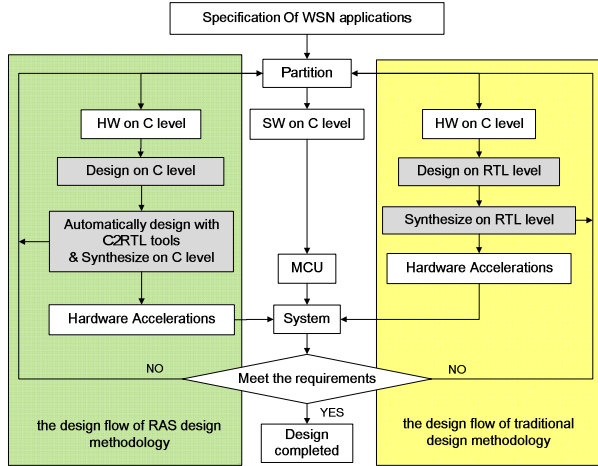 Specification Of WSN applications
Partition
HW on C level
SW on C level
HW on C level
Design on C level
Design on RTL level
Automatically design with
C2RTL tools
& Synthesize on C level
Synthesize on RTL level
MCU
Hardware Accelerations
Hardware Accelerations
System
NO
Meet the requirements
NO
YES
the design flow of RAS design
methodology
Design
completed
the design flow of traditional
design methodology